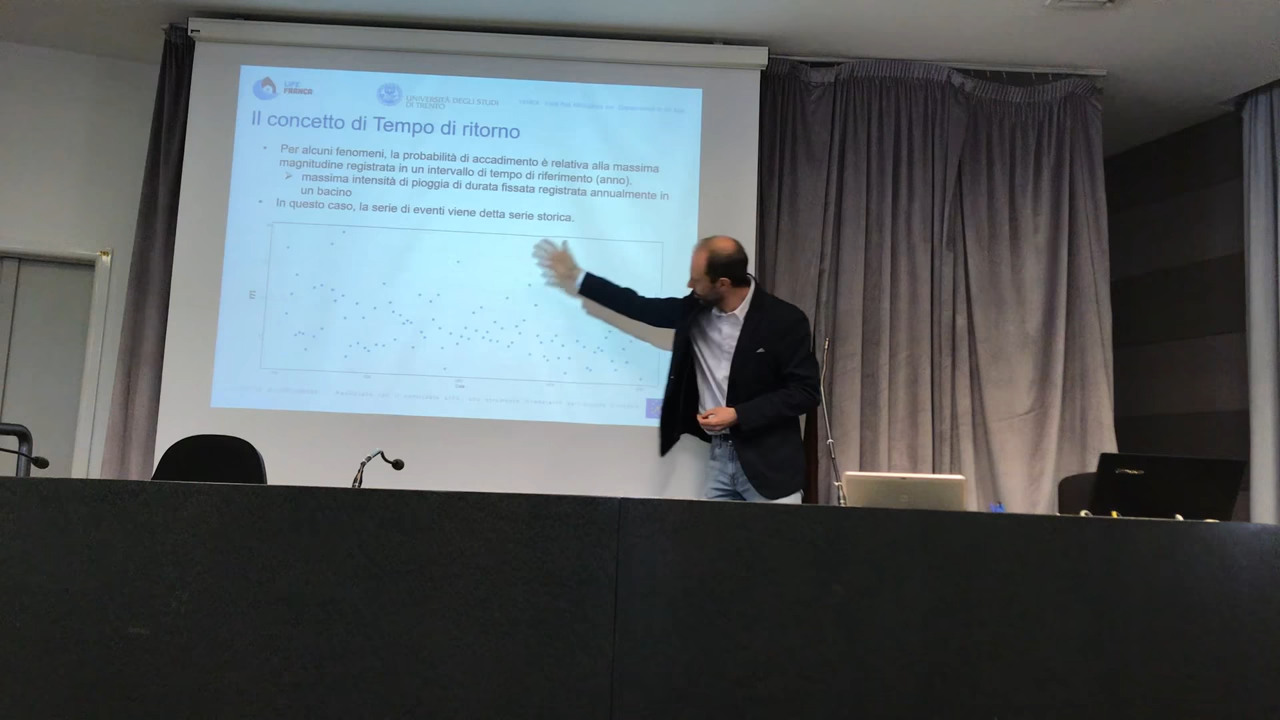 LIFE
FRANCA
UNIVERSITÀ DEGLI STUDI
DI TRENTO
Il concetto di Tempo di ritorno
• Per alcuni fenomeni, la probabilità di accadimento è relativa alla massima
magnitudine registrata in un intervallo di tempo di riferimento (anno).
➢ massima intensità di pioggia di durata fissata registrata annualmente in
un bacino
• In questo caso, la serie di eventi viene detta serie storica.